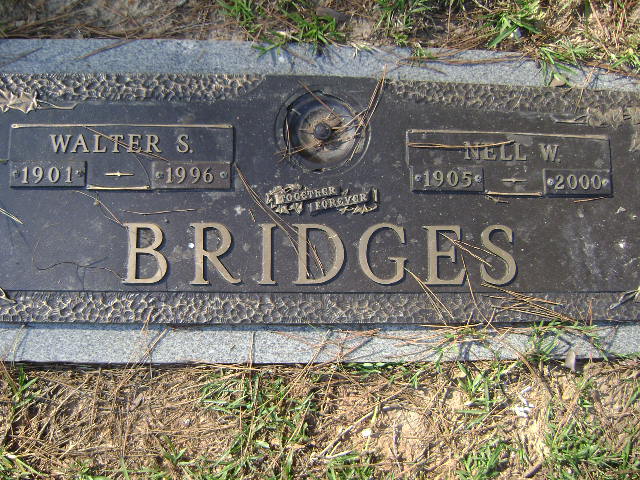 WALTER S.
1901 1996
NELL W.
1905 2000
TOGETHER
FOREVER
BRIDGES